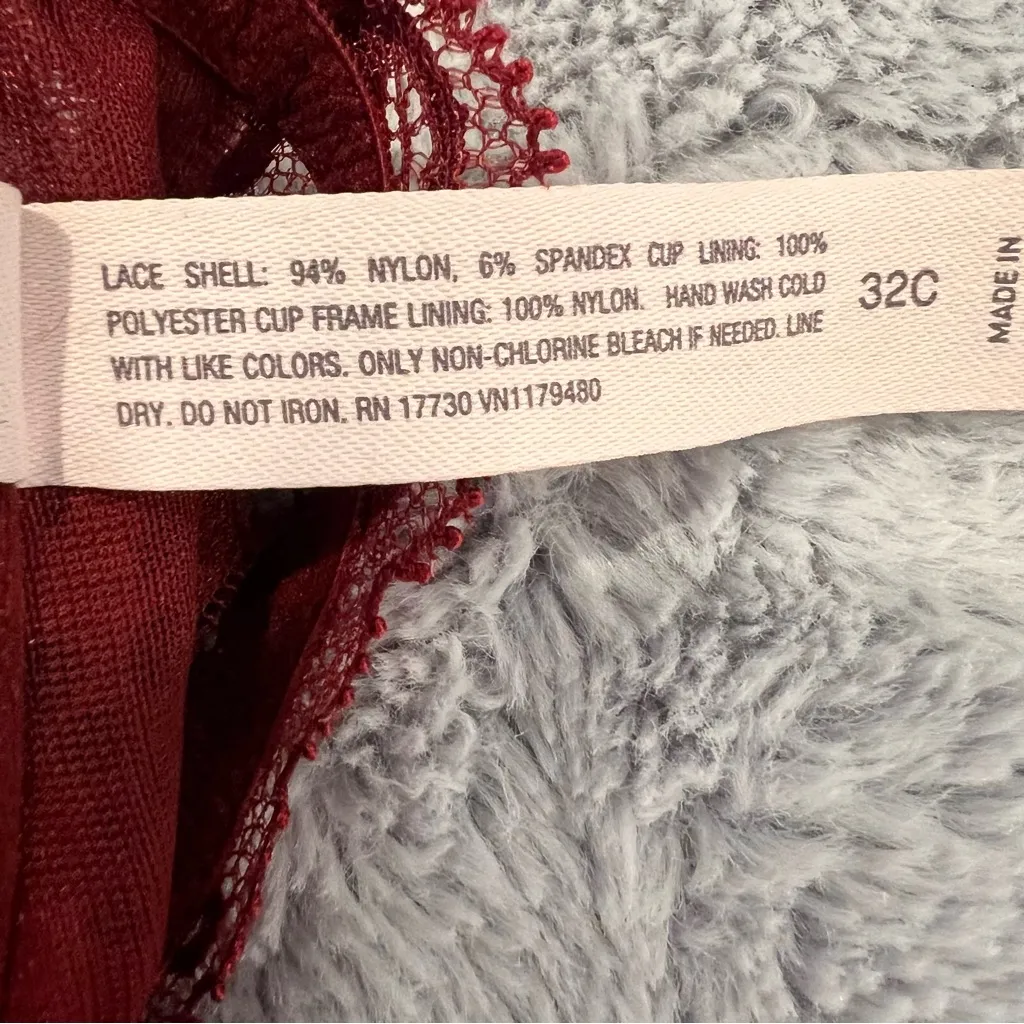 LACE SHELL: 94% NYLON, 6% SPANDEX CUP LINING: 100%
POLYESTER CUP FRAME LINING: 100% NYLON. HAND WASH COLD
WITH LIKE COLORS. ONLY NON-CHLORINE BLEACH IF NEEDED. LINE
DRY. DO NOT IRON. RN 17730 VN1179480
32C
MADE IN